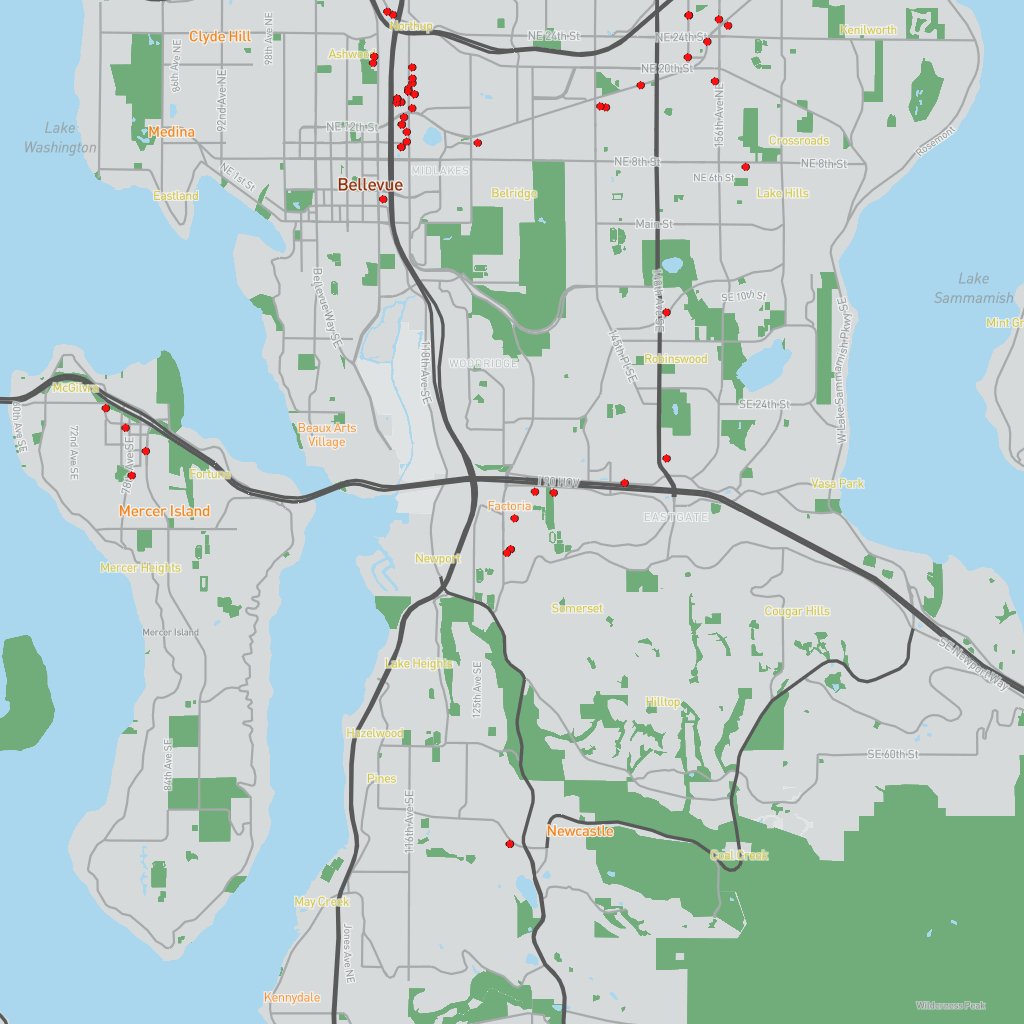 Northup
Kenilworth
98th Ave NE
Clyde Hill
NE 24th St
NE 24th St
86th Ave NE
Ashwood
NE 20th St
92nd Ave NE
156th Ave NE
Lake
Washington
Medina
NE 12th St
Crossroads
Rosemont
NE 8th St
NE 8th St
MIDLAKES
NE 1st St
NE 6th St
Bellevue
Eastland
Belridge
Lake Hills
Main St
Lake
Sammamish
Bellevue Way SE
SE 10th St
118th Ave SE
145th Pl SE
W Lake Sammamish Pkwy SE
WOODRIDGE
Robinswood
McGilvra
60th Ave SE
72nd Ave SE
78th Ave SE
SE 24th St
Beaux Arts
Village
Fortuna
I 90 HOV
Vasa Park
Mercer Island
Factoria
EASTGATE
Newport
Mercer Heights
Somerset
Cougar Hills
Mercer Island
SE Newport Way
Lake Heights
125th Ave SE
Hilltop
Hazelwood
84th Ave SE
SE 60th St
Pines
116th Ave SE
Newcastle
Coal Creek
May Creek
Jones Ave NE
Kennydale
Wilderness Peak